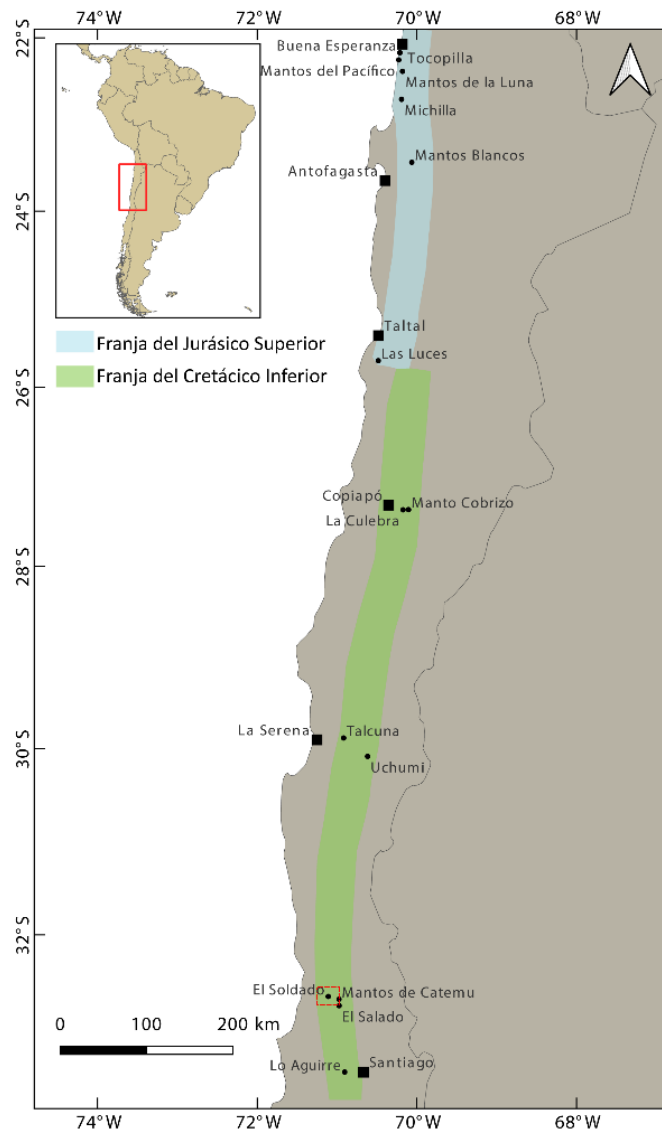 74°W 72°W 70°W 68°W
22°S
Buena Esperanza
Tocopilla
Mantos del Pacífico
Mantos de la Luna
Michilla
Mantos Blancos
Antofagasta
24°S
Taltal
Franja del Jurásico Superior
Las Luces
Franja del Cretácico Inferior
26°S
Copiapó
Manto Cobrizo
La Culebra
28°S
La Serena
Talcuna
30°S
Uchumi
32°S
El Soldado
Mantos de Catemu
El Salado
0 100 200 km
Lo Aguirre
Santiago
74°W 72°W 70°W 68°W